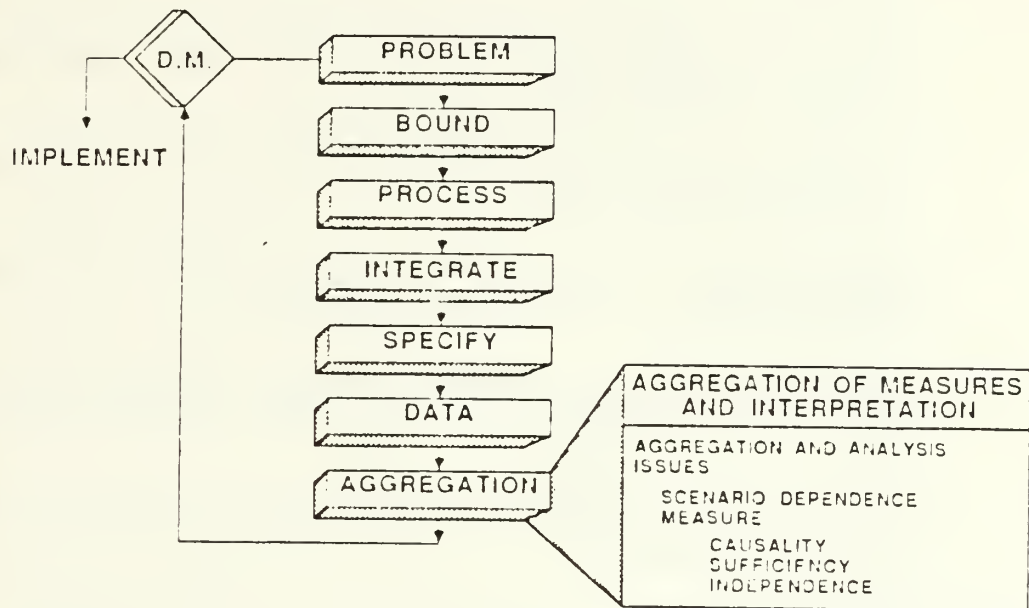 D.M.
PROBLEM
IMPLEMENT
BOUND
PROCESS
INTEGRATE
SPECIFY
DATA
AGGREGATION
AGGREGATION OF MEASURES
AND INTERPRETATION
AGGREGATION AND ANALYSIS
ISSUES
SCENARIO DEPENDENCE
MEASURE
CAUSALITY
SUFFICIENCY
INDEPENDENCE